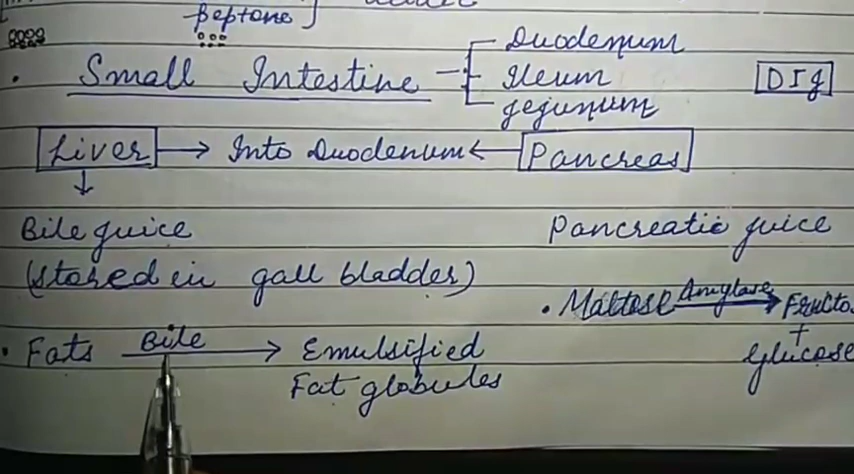 Peptone
Small Intestine - Duodenum
Ileum
Jejunum
DIg
Liver → Into Duodenum ← Pancreas
↓
Bile juice
Pancreatic juice
(stored in gall bladder)
• Maltose Amylase → Fructo
+
Glucose
• Fats Bile → Emulsified
Fat globules